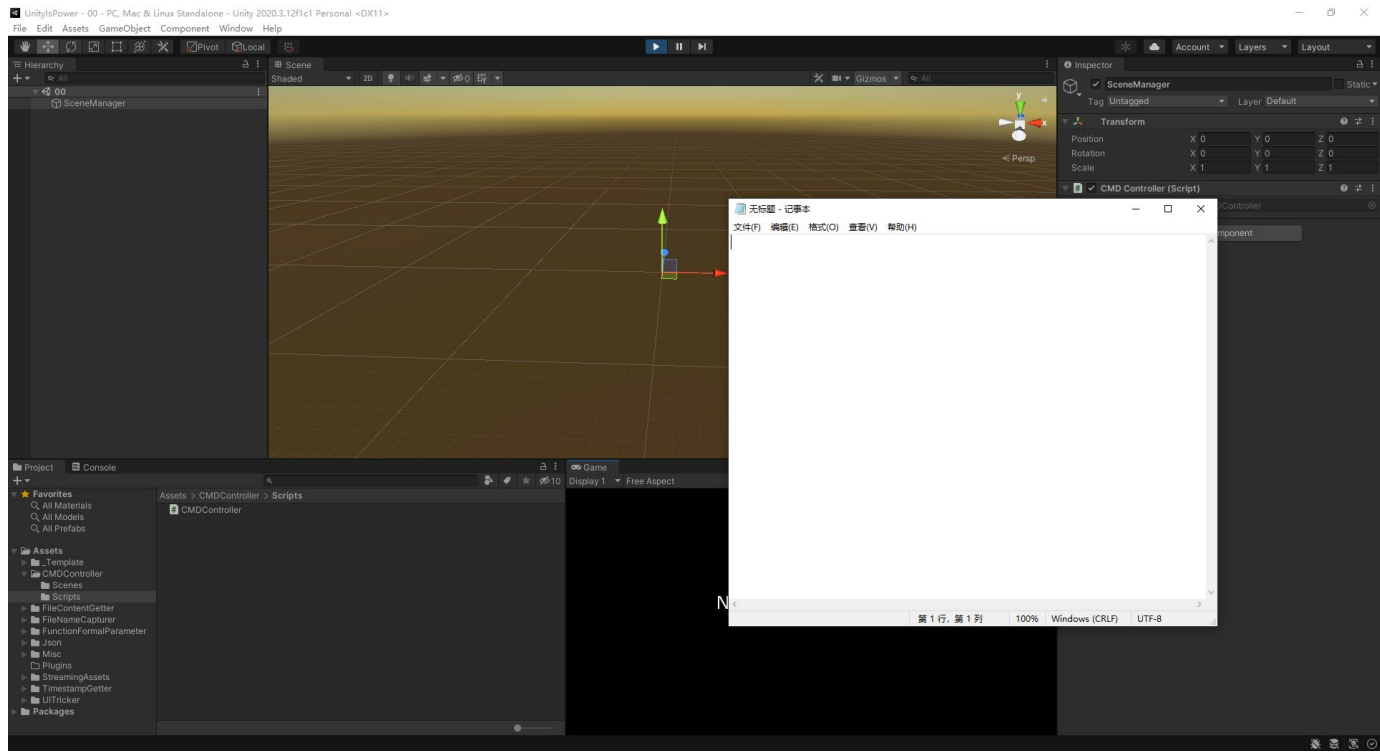 UnityIsPower - 00 - PC, Mac & Linux Standalone - Unity 2020.3.12f1c1 Personal <DX11>
File Edit Assets GameObject Component Window Help
Pivot Local Account Layers Layout
Hierarchy
All
00
SceneManager
Scene
Shaded 2D 0 Gizmos All
y
x
Persp
Inspector
SceneManager Static
Tag Untagged Layer Default
Transform
Position X 0 Y 0 Z 0
Rotation X 0 Y 0 Z 0
Scale X 1 Y 1 Z 1
# CMD Controller (Script)
DController
mponent
无标题 - 记事本
文件(F) 编辑(E) 格式(O) 查看(V) 帮助(H)
第 1 行，第 1 列 100% Windows (CRLF) UTF-8
Project Console
10
Favorites
All Materials
All Models
All Prefabs
Assets
_Template
CMDController
Scenes
Scripts
FileContentGetter
FileNameCapturer
FunctionFormalParameter
Json
Misc
Plugins
StreamingAssets
TimestampGetter
UITricker
Packages
Assets > CMDController > Scripts
# CMDController
Game
Display 1 Free Aspect
N